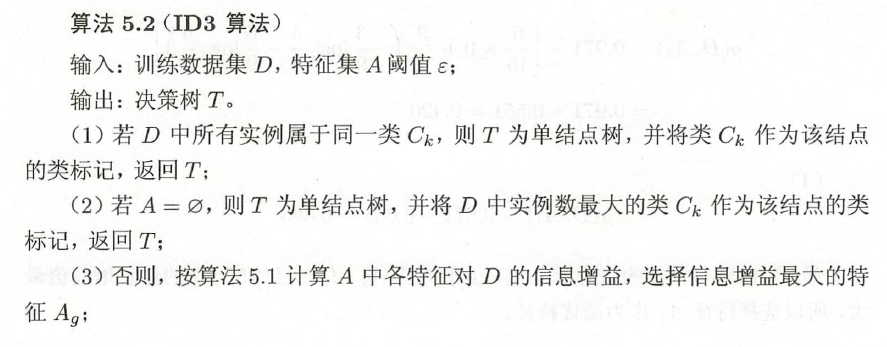 算法 5.2(ID3 算法)
输入:训练数据集 D,特征集 A 阈值 ε;
输出:决策树 T。
(1)若 D 中所有实例属于同一类 Cₖ,则 T 为单结点树,并将类 Cₖ 作为该结点
的类标记,返回 T;
(2)若 A = ∅,则 T 为单结点树,并将 D 中实例数最大的类 Cₖ 作为该结点的类
标记,返回 T;
(3)否则,按算法 5.1 计算 A 中各特征对 D 的信息增益,选择信息增益最大的特
征 A_g;